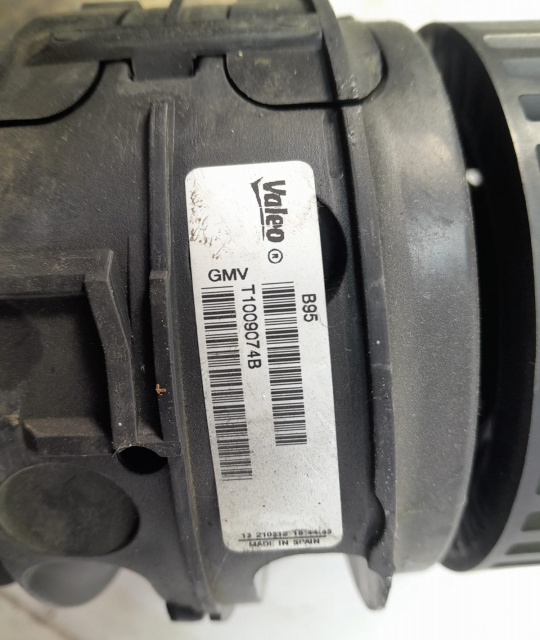 Valeo ®
GMV
B95
T1009074B
MADE IN SPAIN